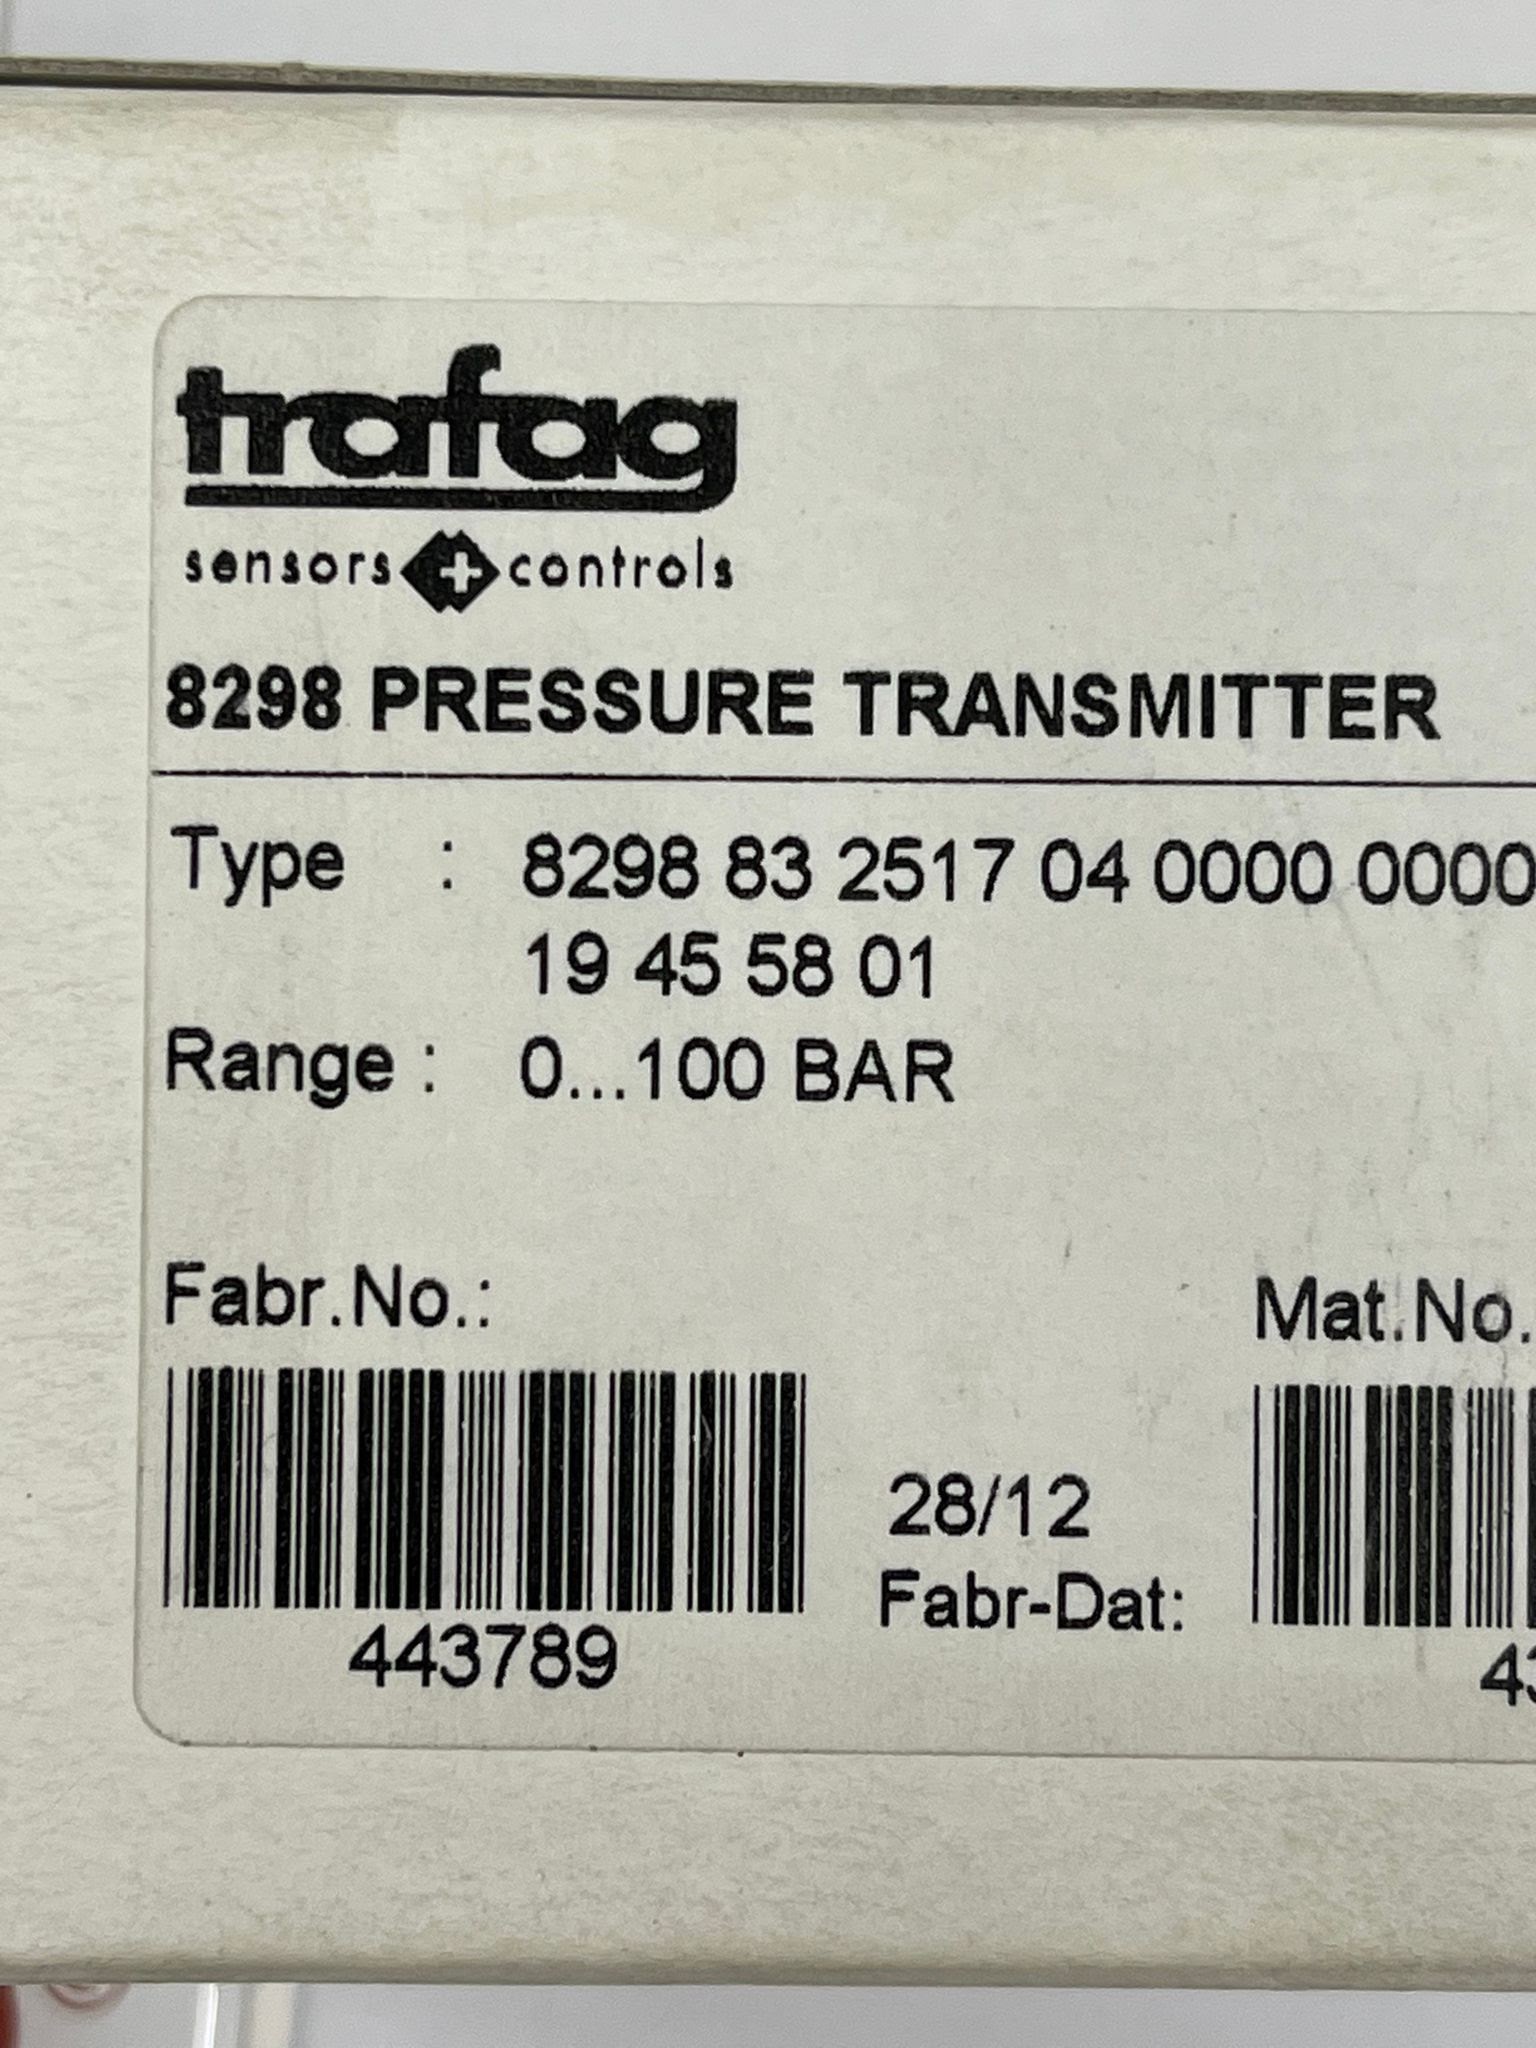 trafag
sensors + controls
8298 PRESSURE TRANSMITTER
Type : 8298 83 2517 04 0000 0000
19 45 58 01
Range : 0...100 BAR
Fabr.No.:
Mat.No.
28/12
Fabr-Dat:
443789
43